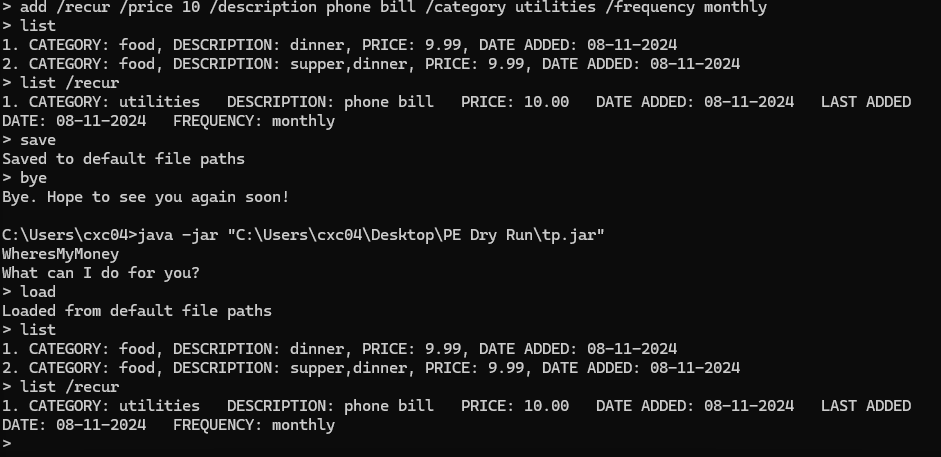 > add /recur /price 10 /description phone bill /category utilities /frequency monthly
> list
1. CATEGORY: food, DESCRIPTION: dinner, PRICE: 9.99, DATE ADDED: 08-11-2024
2. CATEGORY: food, DESCRIPTION: supper,dinner, PRICE: 9.99, DATE ADDED: 08-11-2024
> list /recur
1. CATEGORY: utilities   DESCRIPTION: phone bill   PRICE: 10.00   DATE ADDED: 08-11-2024   LAST ADDED
DATE: 08-11-2024   FREQUENCY: monthly
> save
Saved to default file paths
> bye
Bye. Hope to see you again soon!

C:\Users\cxc04>java -jar "C:\Users\cxc04\Desktop\PE Dry Run\tp.jar"
WheresMyMoney
What can I do for you?
> load
Loaded from default file paths
> list
1. CATEGORY: food, DESCRIPTION: dinner, PRICE: 9.99, DATE ADDED: 08-11-2024
2. CATEGORY: food, DESCRIPTION: supper,dinner, PRICE: 9.99, DATE ADDED: 08-11-2024
> list /recur
1. CATEGORY: utilities   DESCRIPTION: phone bill   PRICE: 10.00   DATE ADDED: 08-11-2024   LAST ADDED
DATE: 08-11-2024   FREQUENCY: monthly
>